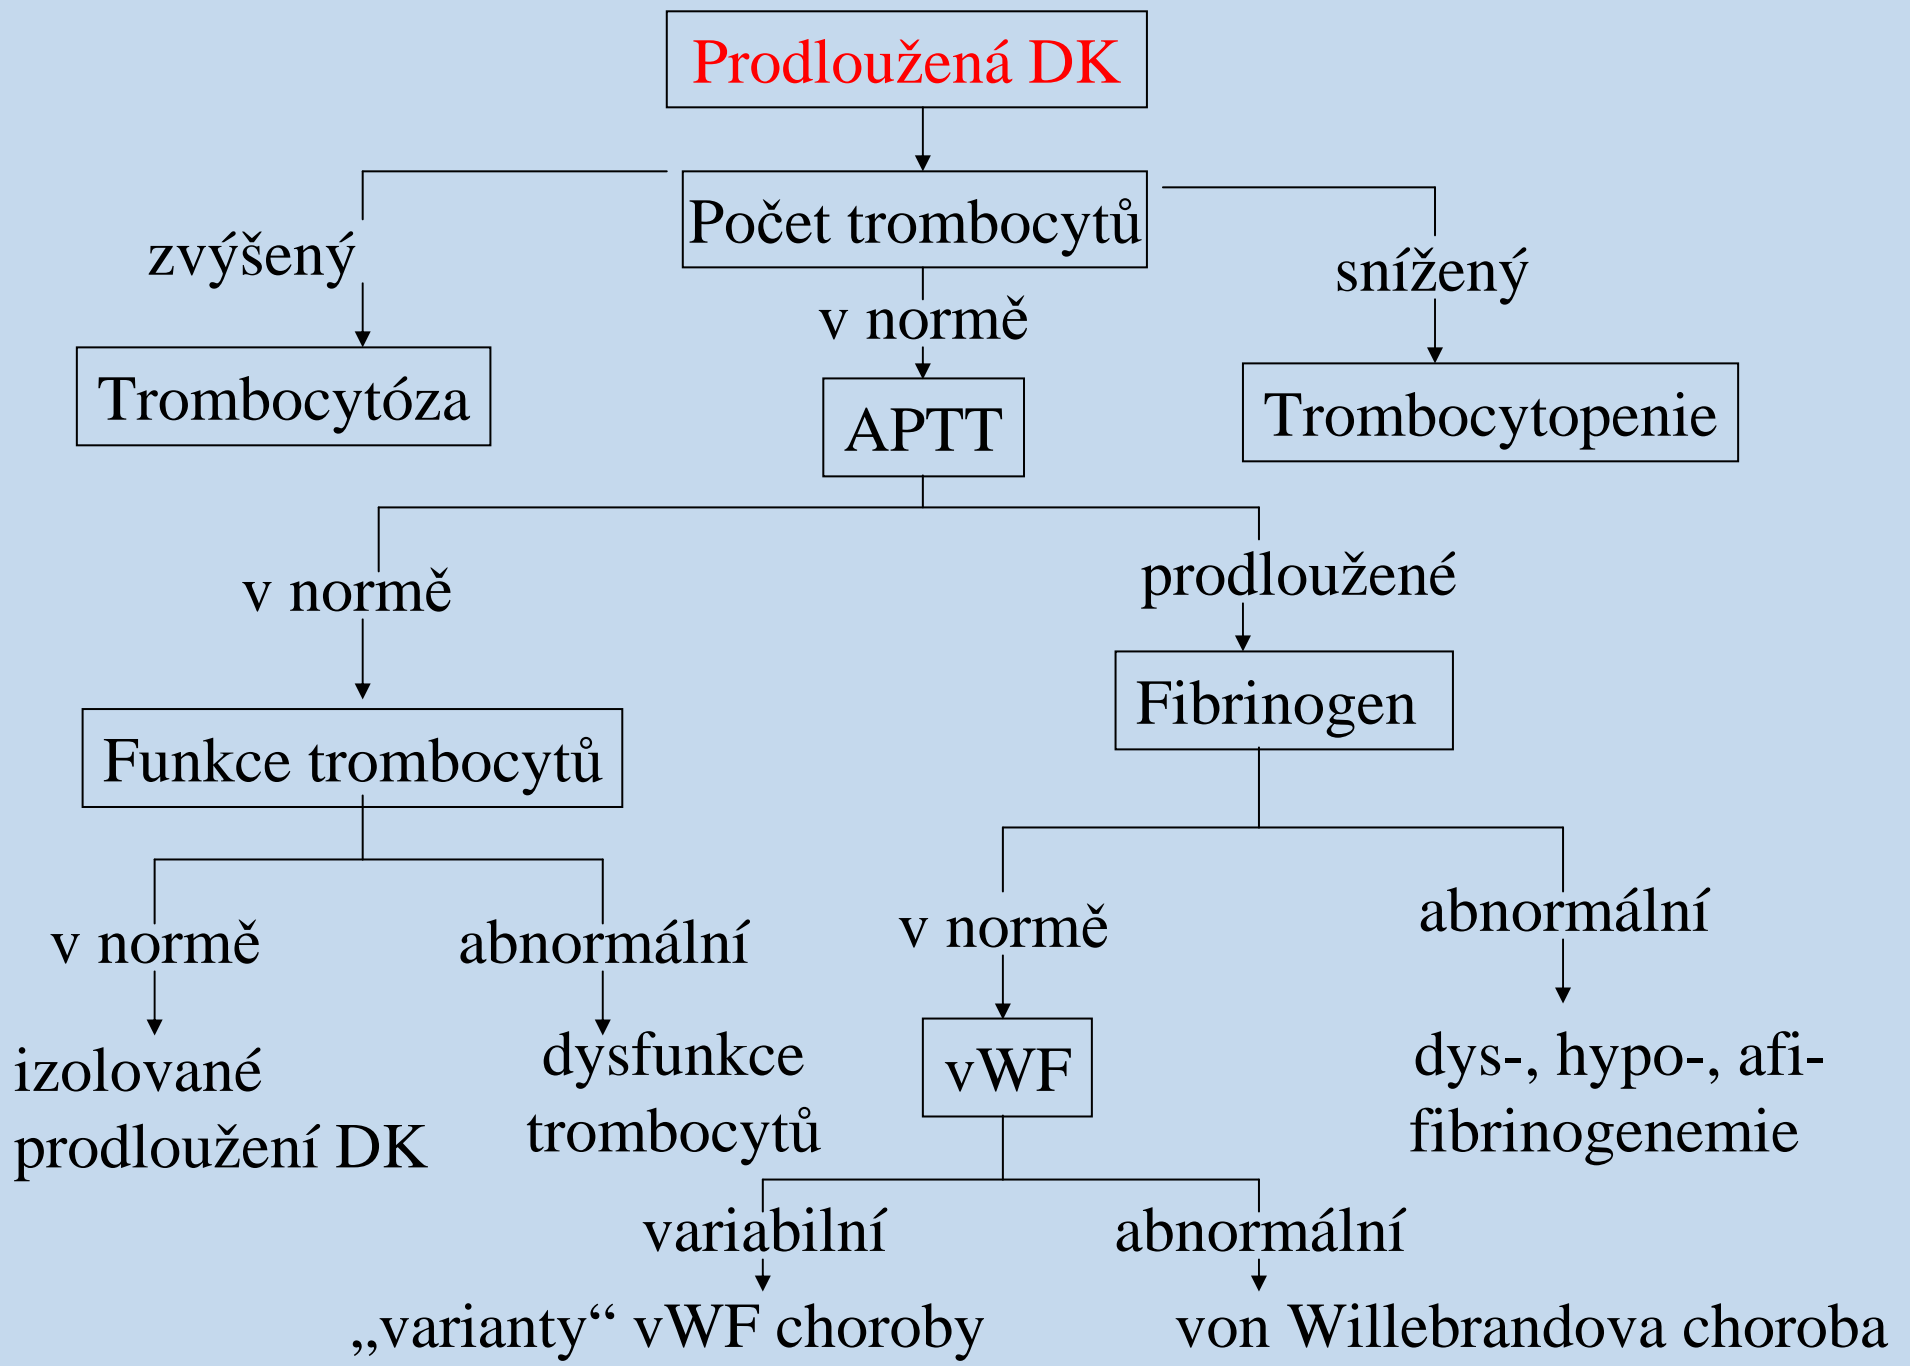 Prodloužená DK
Počet trombocytů
zvýšený
snížený
v normě
Trombocytóza
APTT
Trombocytopenie
v normě
prodloužené
Funkce trombocytů
Fibrinogen
v normě
abnormální
v normě
abnormální
izolované
prodloužení DK
dysfunkce
trombocytů
vWF
dys-, hypo-, afi-
fibrinogenemie
variabilní
abnormální
„varianty“ vWF choroby
von Willebrandova choroba